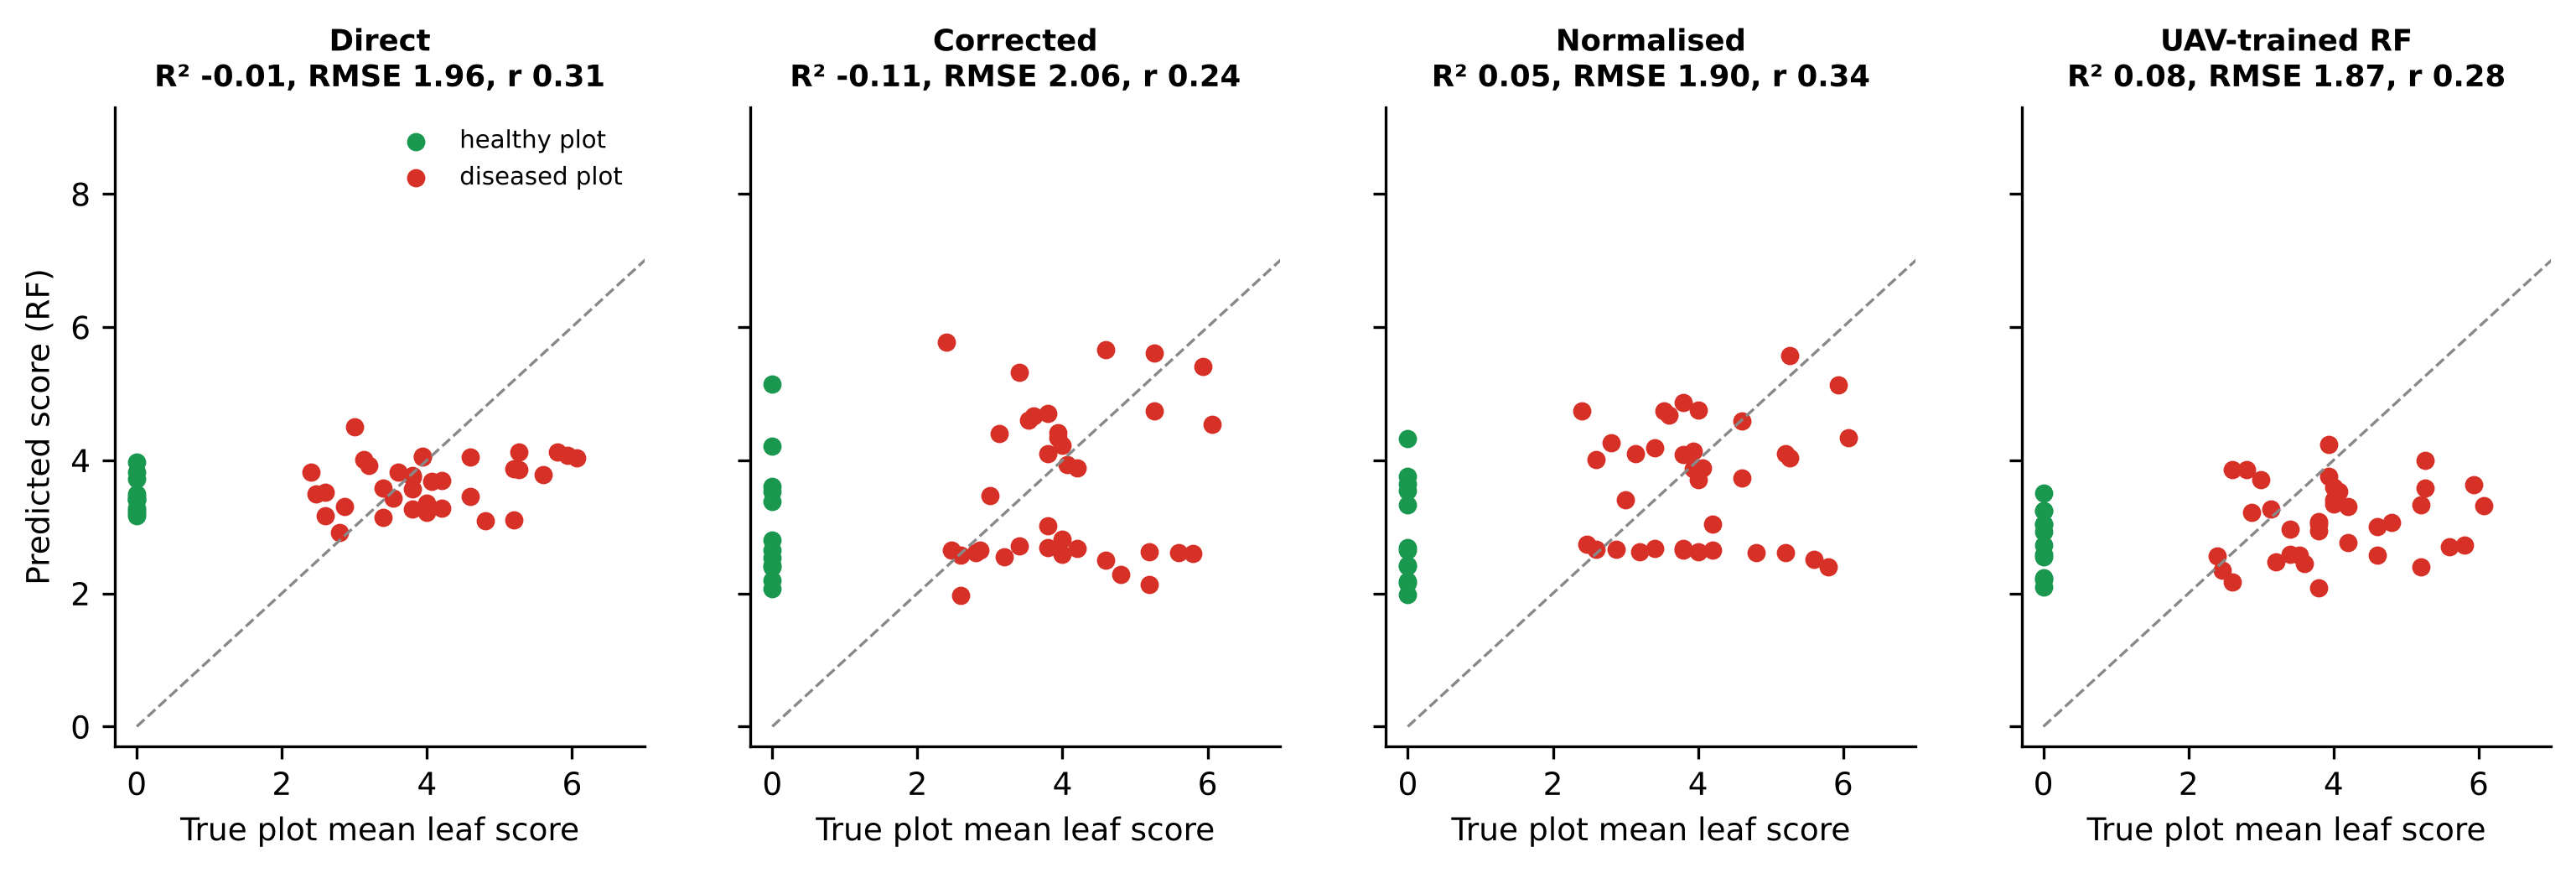 Direct
R² -0.01, RMSE 1.96, r 0.31
Corrected
R² -0.11, RMSE 2.06, r 0.24
Normalised
R² 0.05, RMSE 1.90, r 0.34
UAV-trained RF
R² 0.08, RMSE 1.87, r 0.28
healthy plot
diseased plot
Predicted score (RF)
8
6
4
2
0
0 2 4 6
True plot mean leaf score
0 2 4 6
True plot mean leaf score
0 2 4 6
True plot mean leaf score
0 2 4 6
True plot mean leaf score